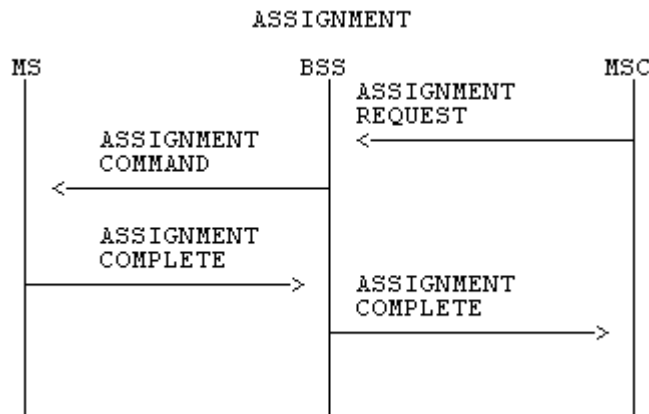 ASSIGNMENT
MS BSS MSC
ASSIGNMENT
REQUEST
ASSIGNMENT
COMMAND
ASSIGNMENT
COMPLETE
ASSIGNMENT
COMPLETE